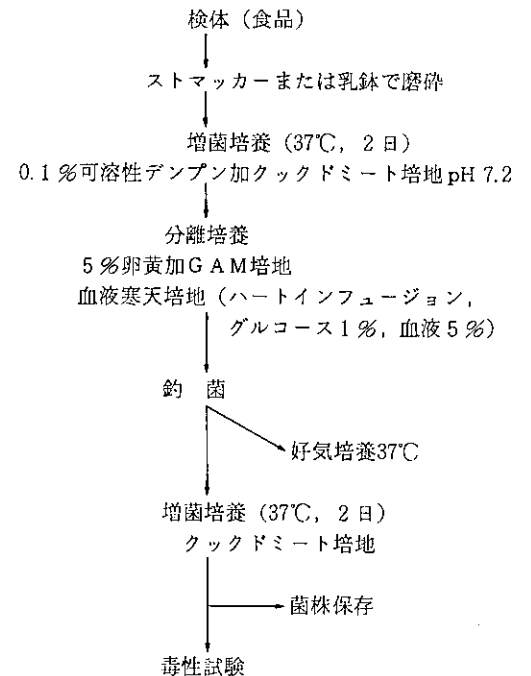 検体（食品）
ストマッカーまたは乳鉢で磨砕
増菌培養（37℃，2日）
0.1％可溶性デンプン加クックドミート培地pH 7.2
分離培養
5％卵黄加GAM培地
血液寒天培地（ハートインフュージョン，
グルコース1％，血液5％）
釣 菌
好気培養37℃
増菌培養（37℃，2日）
クックドミート培地
菌株保存
毒性試験